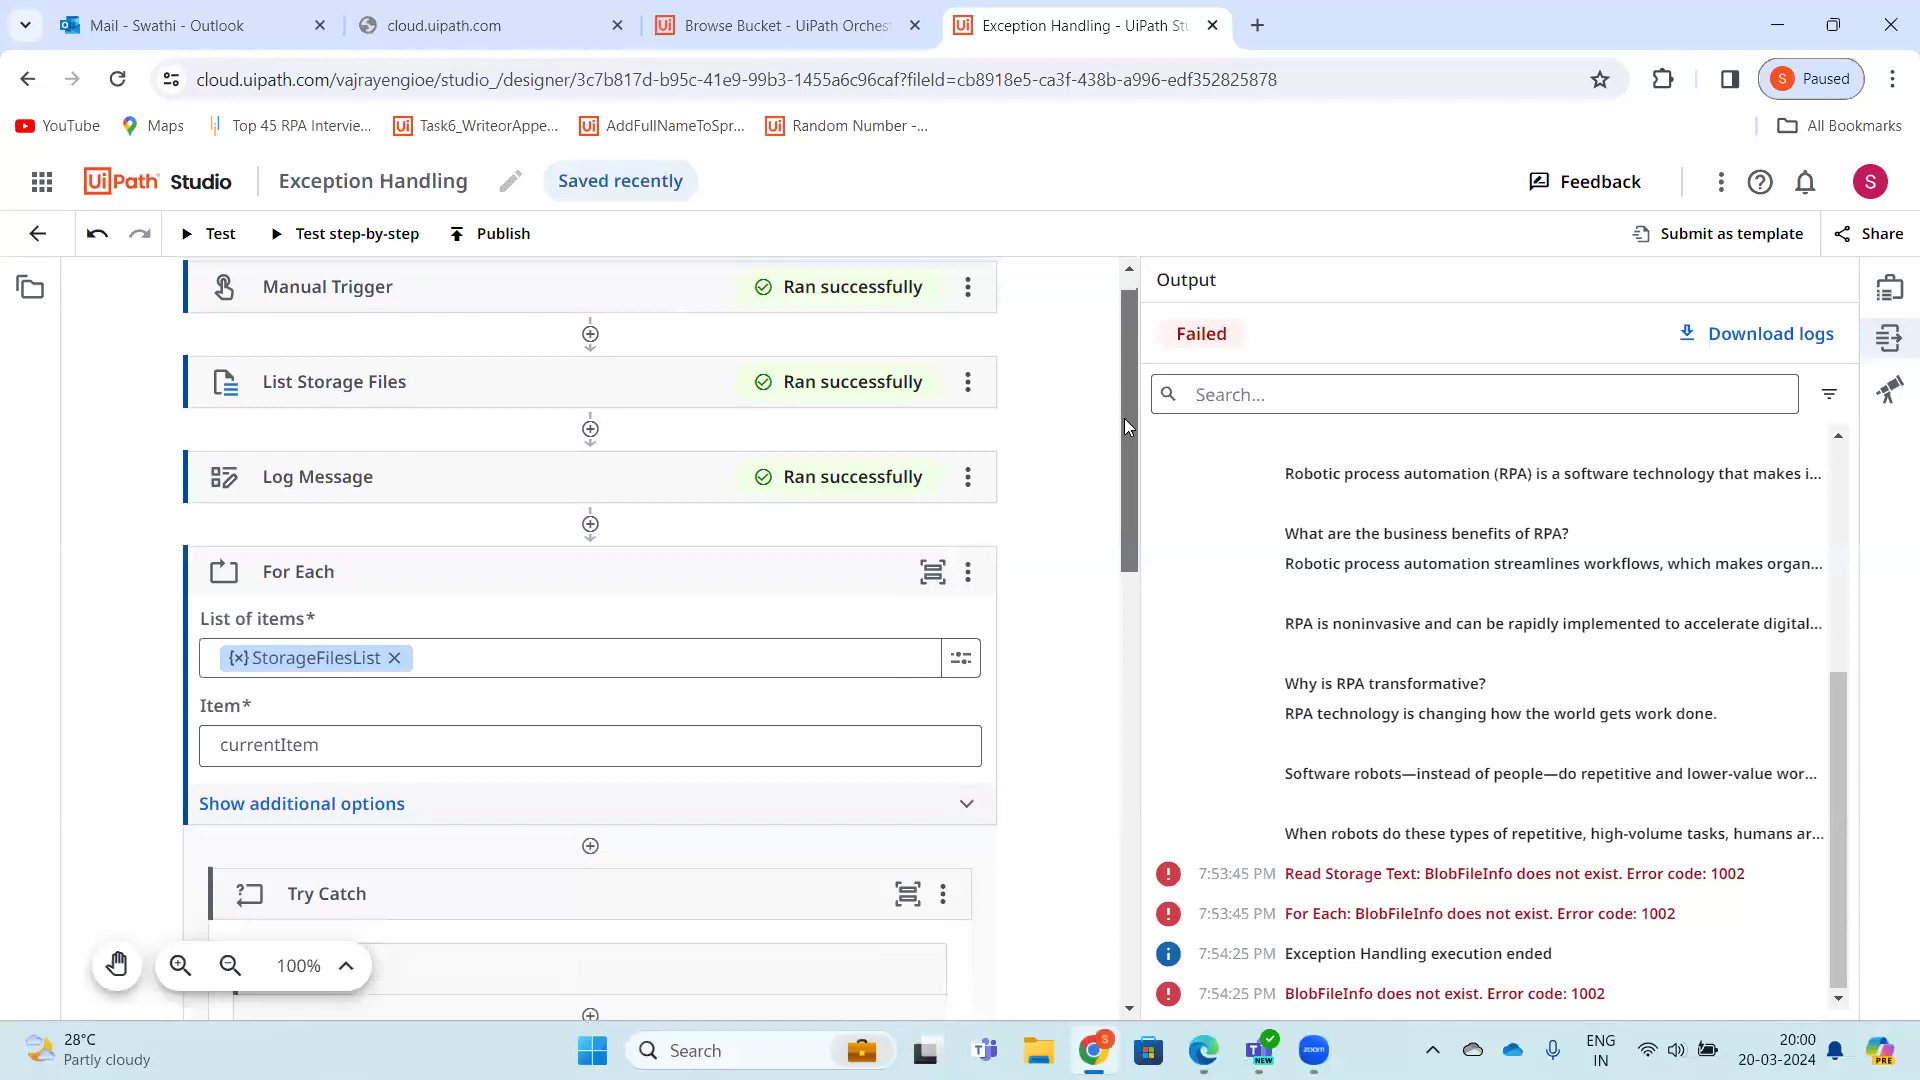 Mail - Swathi - Outlook
cloud.uipath.com
Browse Bucket - UiPath Orches
Exception Handling - UiPath Stu
cloud.uipath.com/vajrayengioe/studio_/designer/3c7b817d-b95c-41e9-99b3-1455a6c96caf?fileId=cb8918e5-ca3f-438b-a996-edf352825878
S Paused
YouTube
Maps
Top 45 RPA Intervie...
Task6_WriteorAppe...
AddFullNameToSpr...
Random Number -...
All Bookmarks
UiPath Studio
Exception Handling
Saved recently
Feedback
S
Test
Test step-by-step
Publish
Submit as template
Share
Manual Trigger
Ran successfully
List Storage Files
Ran successfully
Log Message
Ran successfully
For Each
List of items*
{x} StorageFilesList
Item*
currentItem
Show additional options
Try Catch
100%
Output
Failed
Download logs
Search...
Robotic process automation (RPA) is a software technology that makes i...
What are the business benefits of RPA?
Robotic process automation streamlines workflows, which makes organ...
RPA is noninvasive and can be rapidly implemented to accelerate digital...
Why is RPA transformative?
RPA technology is changing how the world gets work done.
Software robots—instead of people—do repetitive and lower-value wor...
When robots do these types of repetitive, high-volume tasks, humans ar...
7:53:45 PM Read Storage Text: BlobFileInfo does not exist. Error code: 1002
7:53:45 PM For Each: BlobFileInfo does not exist. Error code: 1002
7:54:25 PM Exception Handling execution ended
7:54:25 PM BlobFileInfo does not exist. Error code: 1002
28°C
Partly cloudy
Search
NEW
zoom
ENG
IN
20:00
20-03-2024
PRE